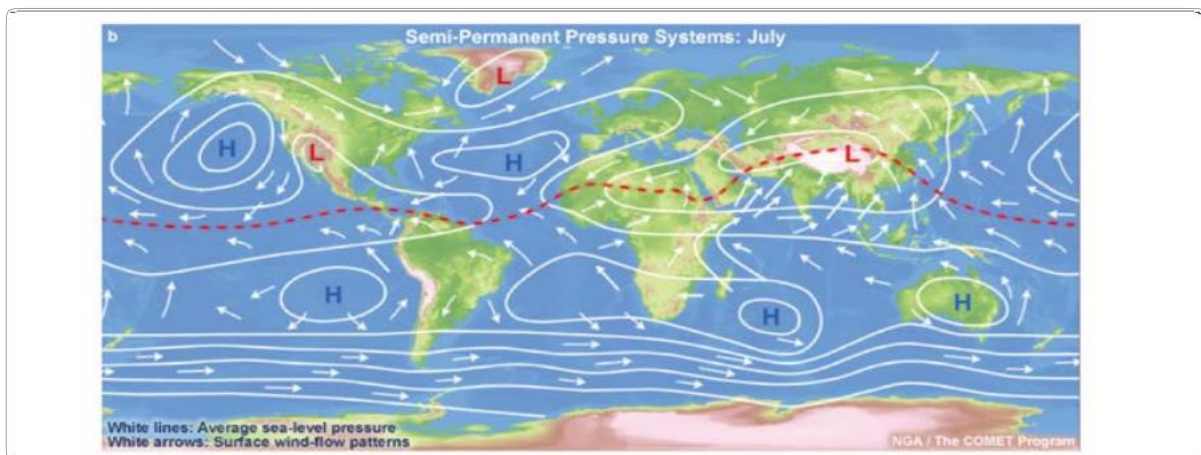 b
Semi-Permanent Pressure Systems: July
L
H
L
H
L
H
H
H
White lines: Average sea-level pressure
White arrows: Surface wind-flow patterns
NGA / The COMET Program